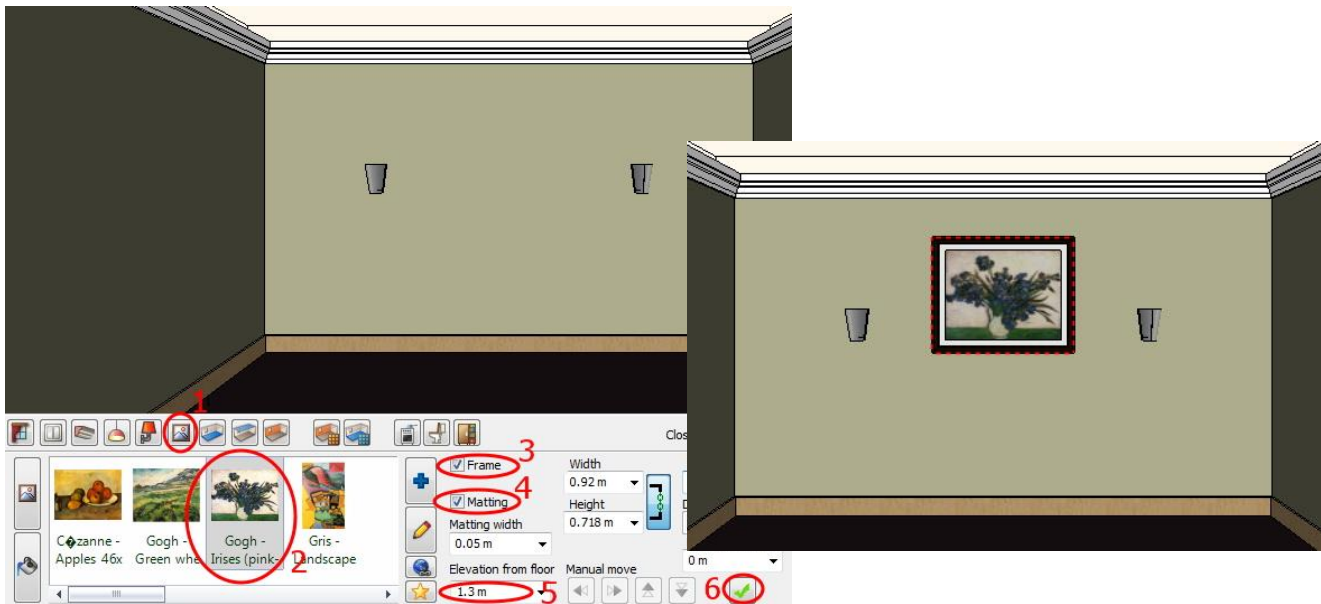 1
Clos
3
Frame
Width
0.92 m
4
Matting
Height
D
0.718 m
Matting width
0.05 m
C�zanne -
Apples 46x
Gogh -
Green whe
Gogh -
Irises (pink-
2
Gris -
Landscape
Elevation from floor
Manual move
0 m
1.3 m
5
6